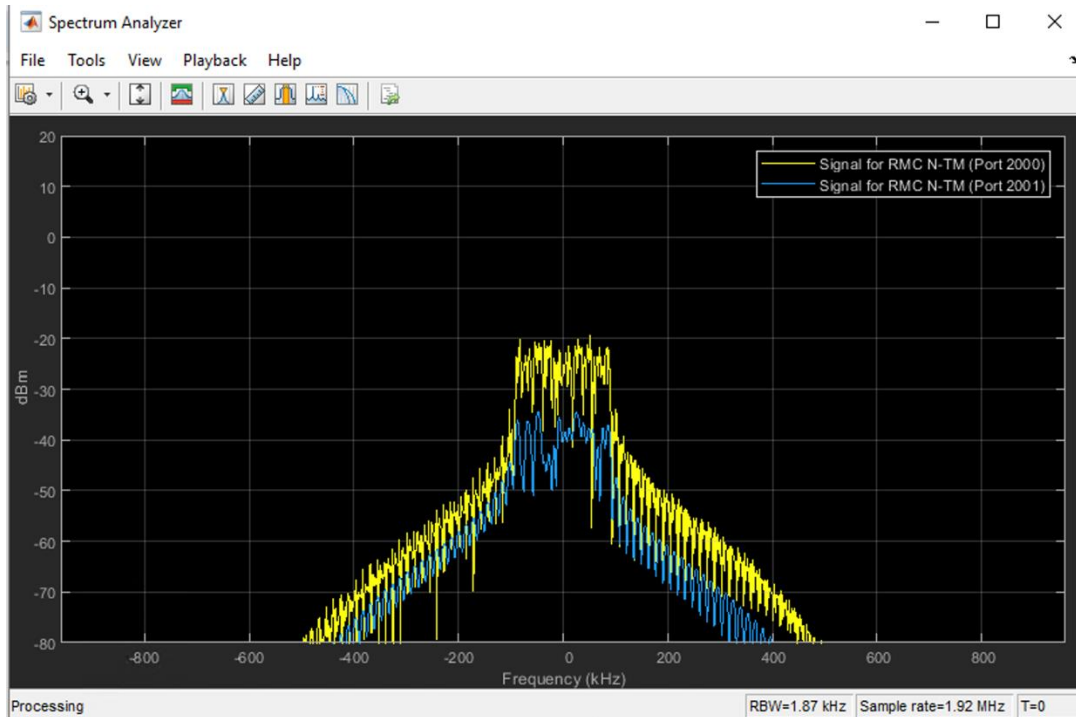 Spectrum Analyzer
File Tools View Playback Help
Signal for RMC N-TM (Port 2000)
Signal for RMC N-TM (Port 2001)
20
10
0
-10
-20
-30
-40
-50
-60
-70
-80
dBm
-800 -600 -400 -200 0 200 400 600 800
Frequency (kHz)
Processing RBW=1.87 kHz Sample rate=1.92 MHz T=0